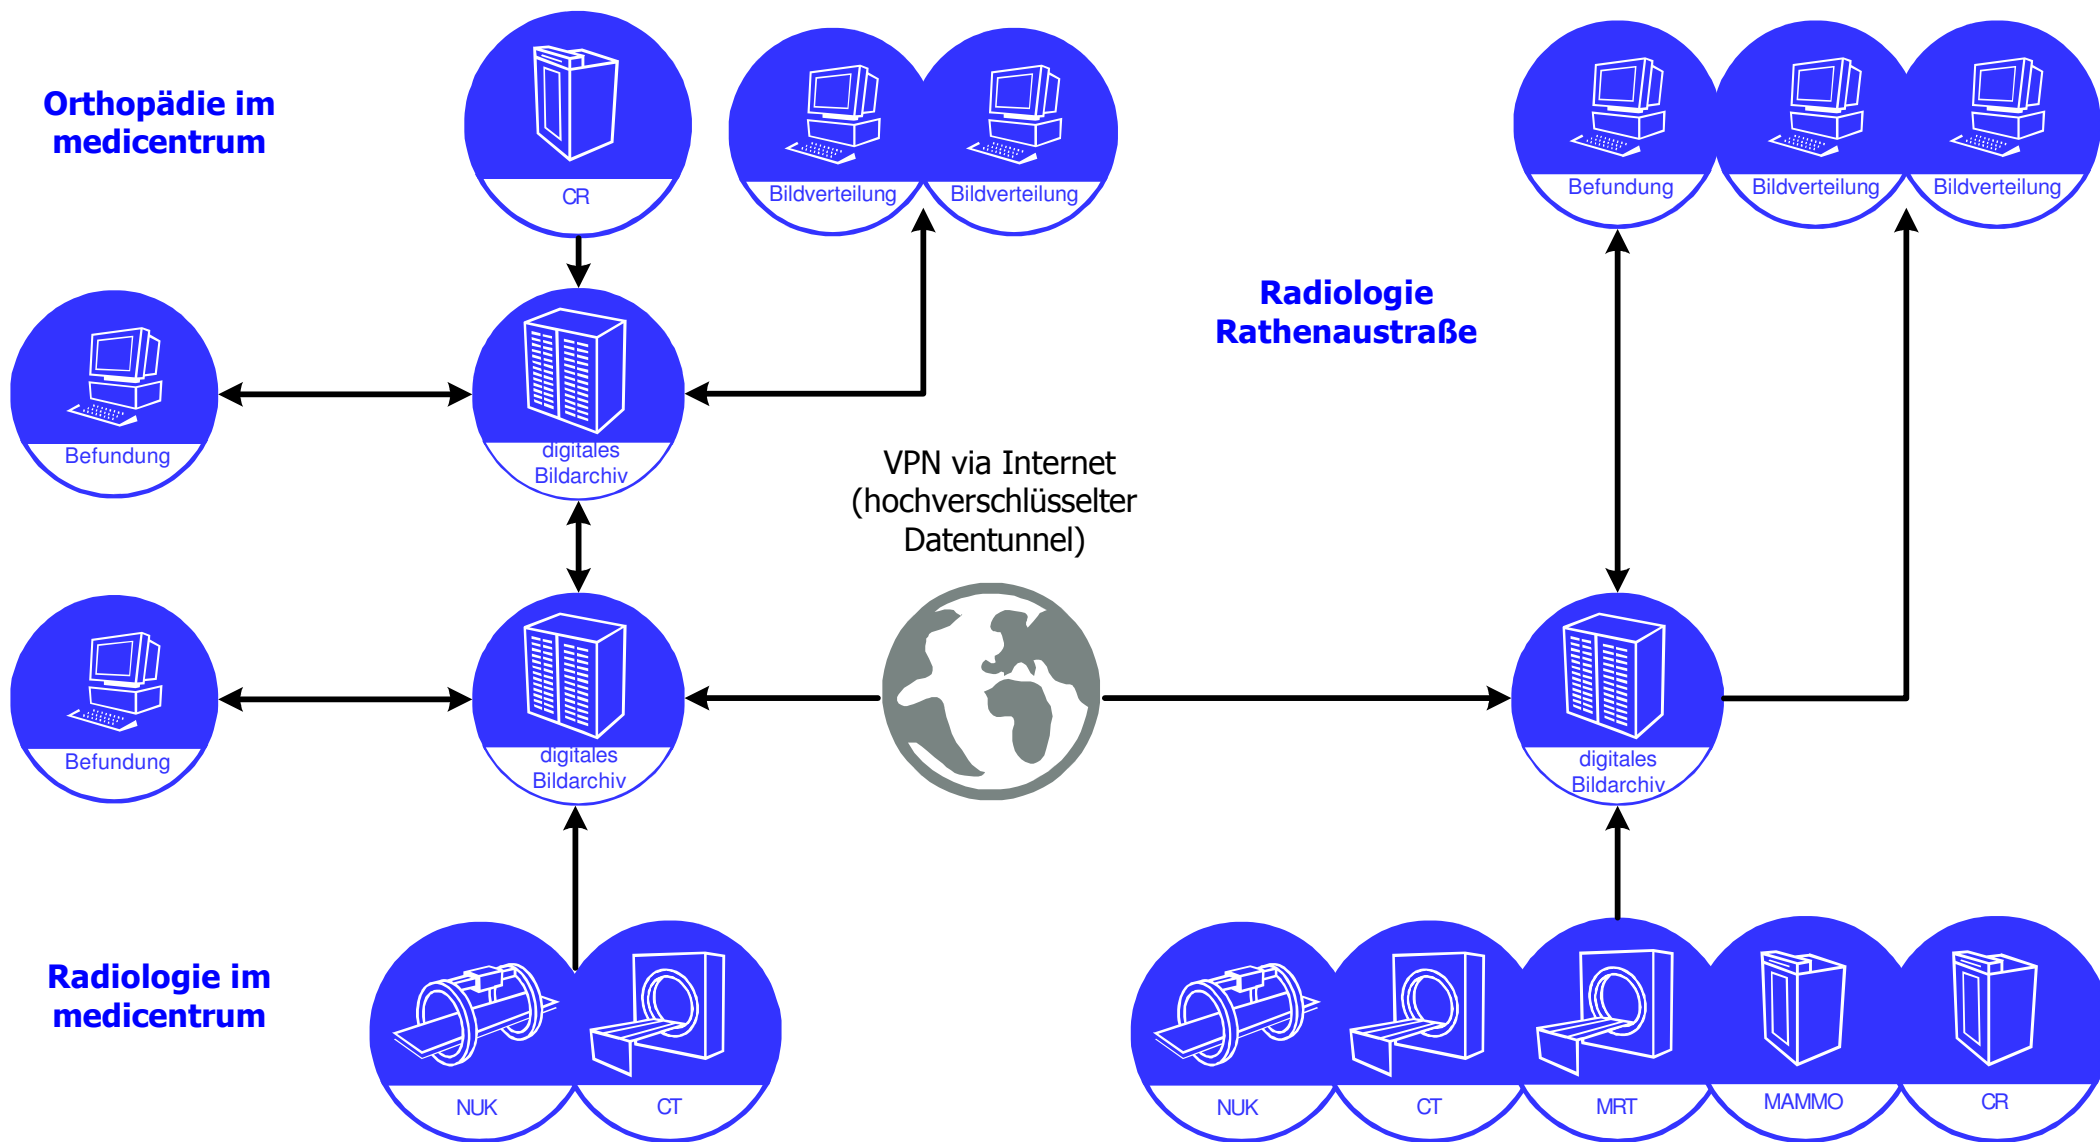 Orthopädie im
medicentrum
CR
Bildverteilung
Bildverteilung
Befundung
Bildverteilung
Bildverteilung
Radiologie
Rathenaustraße
Befundung
digitales
Bildarchiv
VPN via Internet
(hochverschlüsselter
Datentunnel)
Befundung
digitales
Bildarchiv
digitales
Bildarchiv
Radiologie im
medicentrum
NUK
CT
NUK
CT
MRT
MAMMO
CR